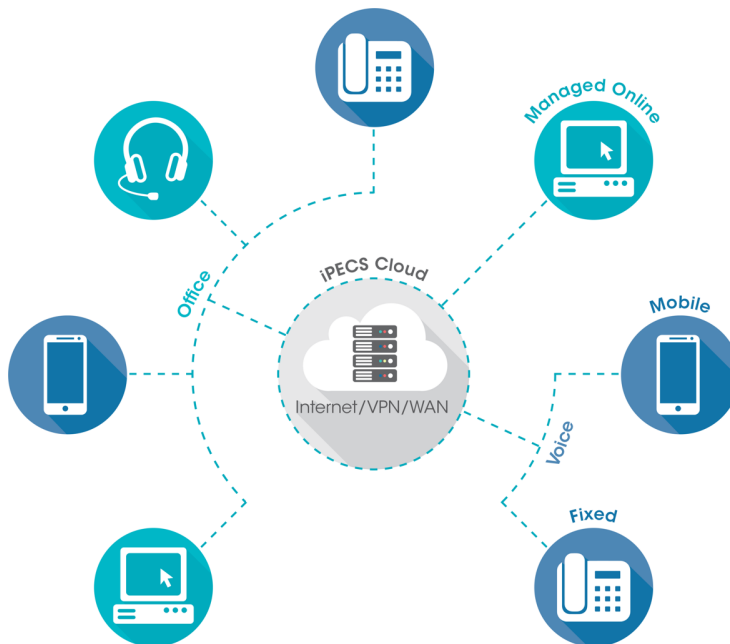 Managed Online
iPECS Cloud
Office
Mobile
Internet/VPN/WAN
Voice
Fixed